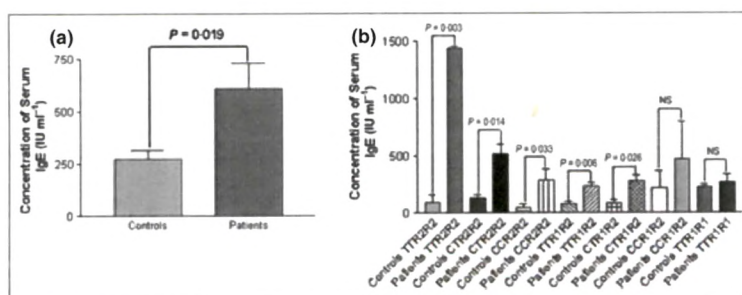 (a)
P = 0·019
Concentration of Serum
IgE (IU ml⁻¹)
750
500
250
0
Controls
Patients
(b)
Concentration of Serum
IgE (IU ml⁻¹)
1500
1000
500
0
P = 0·003
P = 0·014
P = 0·033
P = 0·006
P = 0·026
NS
NS
Controls TTR2R2
Patients TTR2R2
Controls CTR2R2
Patients CTR2R2
Controls CCR2R2
Patients CCR2R2
Controls TTR1R2
Patients TTR1R2
Controls CTR1R2
Patients CTR1R2
Controls CCR1R2
Patients CCR1R2
Controls TTR1R1
Patients TTR1R1